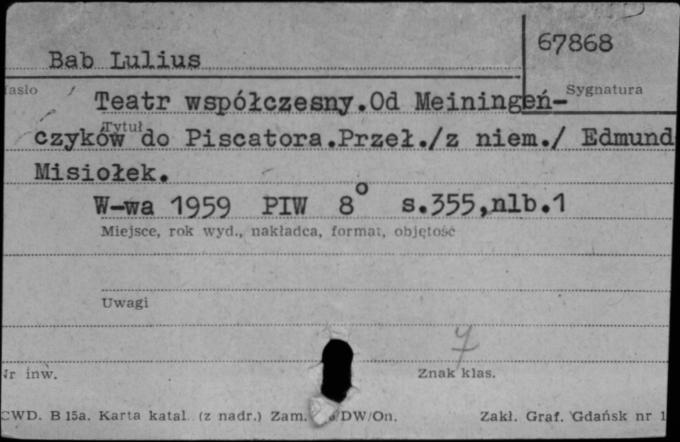 67868
Bab Lulius
Sygnatura
Teatr współczesny.Od Meiningeń-
Tytuł
czyków do Piscatora.Przeł./z niem./ Edmund
Misiołek.
W-wa 1959 PIW 8° s.355,nlb.1
Miejsce, rok wyd., nakładca, format, objętość
Uwagi
7
Nr inw.
Znak klas.
CWD. B 15a. Karta katal. (z nadr.) Zam. DW/On. Zakł. Graf. Gdańsk nr 1